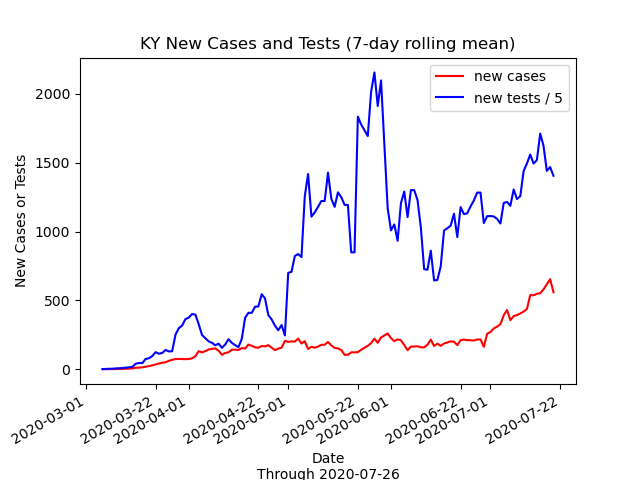 KY New Cases and Tests (7-day rolling mean)
new cases
new tests / 5
New Cases or Tests
2000
1500
1000
500
0
2020-03-01
2020-03-22
2020-04-01
2020-04-22
2020-05-01
2020-05-22
2020-06-01
2020-06-22
2020-07-01
2020-07-22
Date
Through 2020-07-26